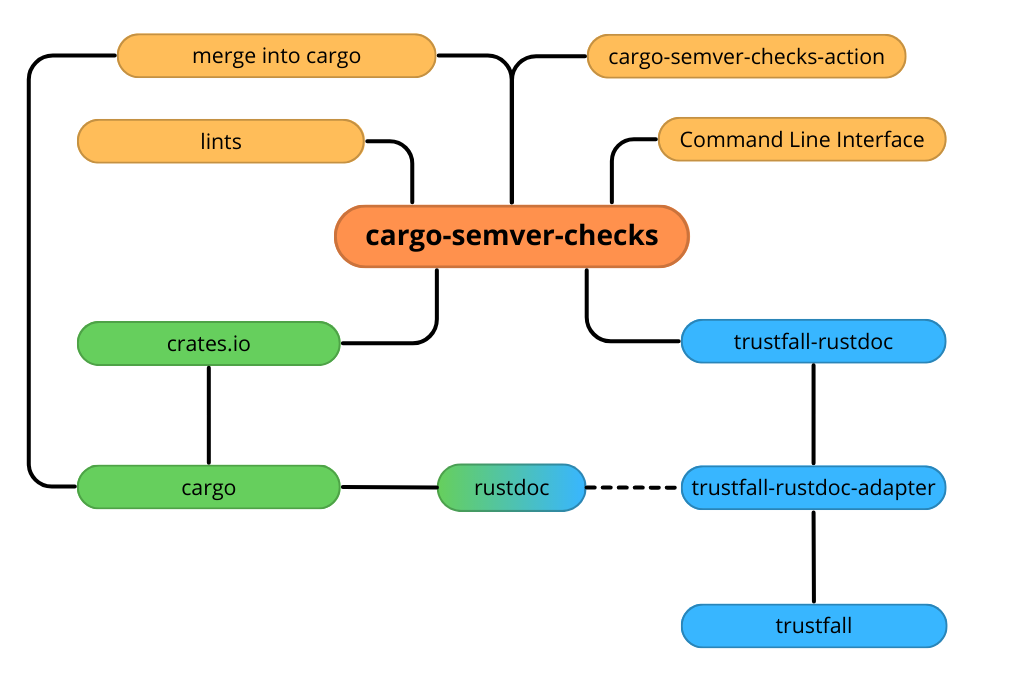 merge into cargo
cargo-semver-checks-action
lints
Command Line Interface
cargo-semver-checks
crates.io
trustfall-rustdoc
cargo
rustdoc
trustfall-rustdoc-adapter
trustfall